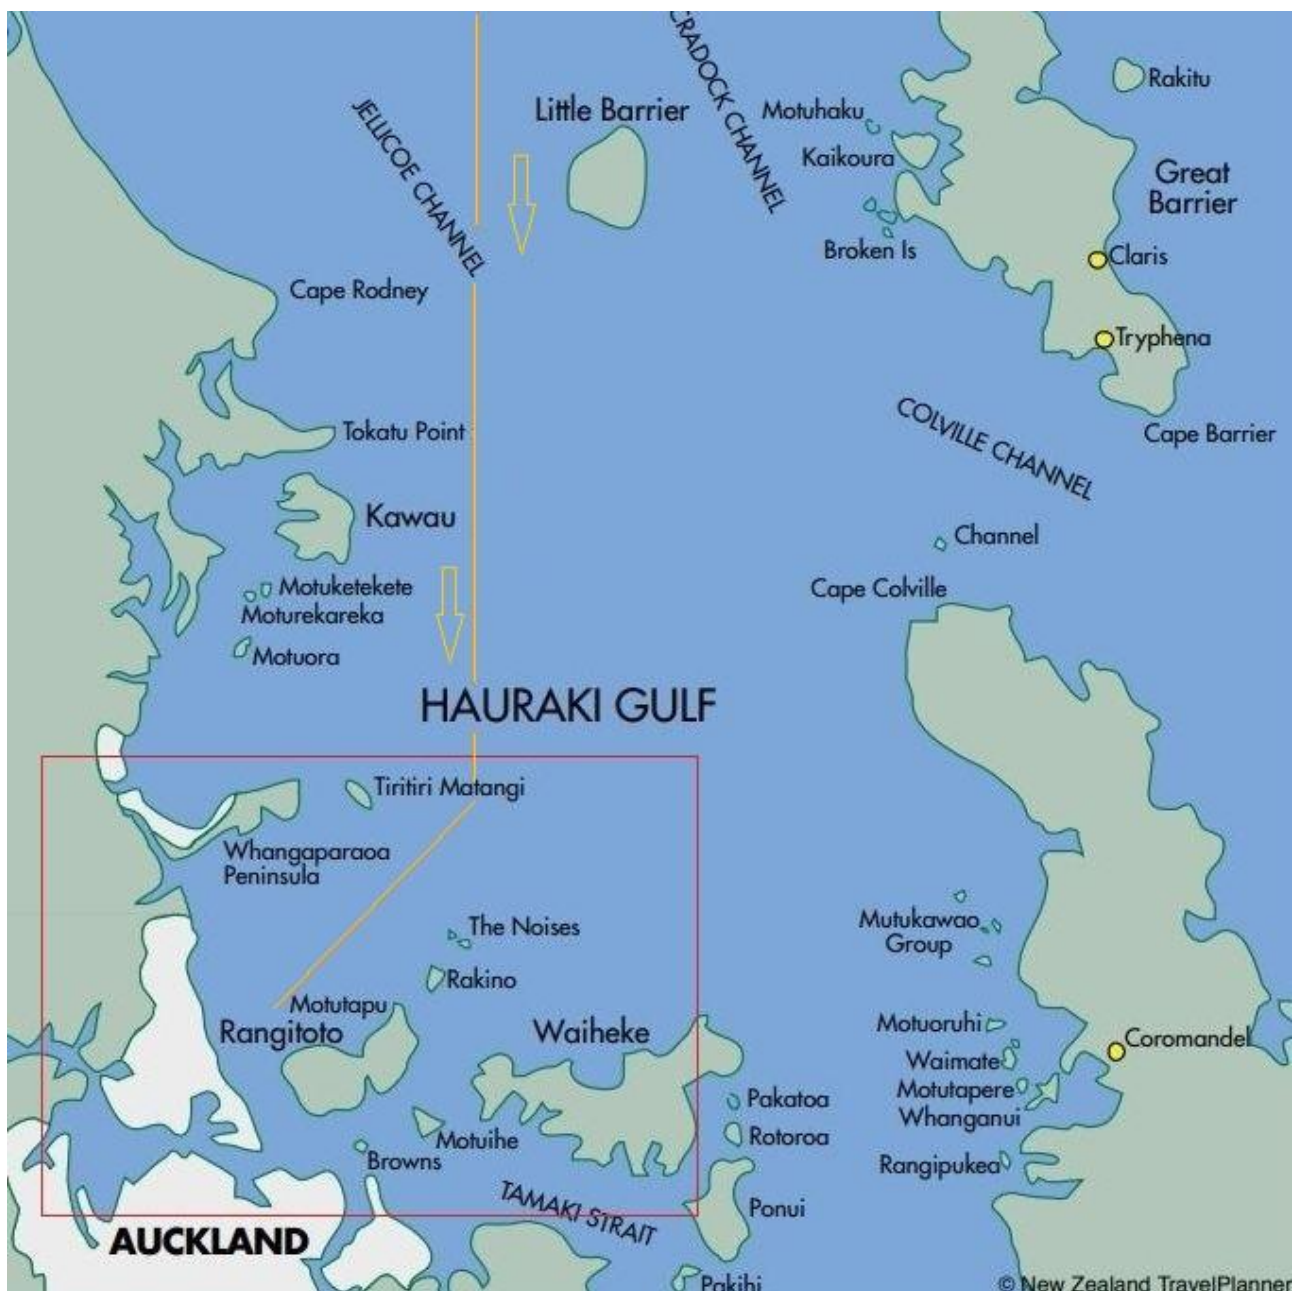 CRADOCK CHANNEL
Rakitu
JELLICOE CHANNEL
Little Barrier
Motuhaku
Kaikoura
Great
Barrier
Broken Is
Claris
Cape Rodney
Tryphena
Tokatu Point
COLVILLE CHANNEL
Cape Barrier
Kawau
Channel
Motuketekete
Cape Colville
Moturekareka
Motuora
HAURAKI GULF
Tiritiri Matangi
Whangaparaoa
Peninsula
The Noises
Mutukawao
Group
Rakino
Motutapu
Rangitoto
Waiheke
Motuoruhi
Coromandel
Waimate
Motutapere
Pakatoa
Whanganui
Rotoroa
Motuihe
Browns
Rangipukea
TAMAKI STRAIT
Ponui
AUCKLAND
Pakihi
© New Zealand TravelPlanner